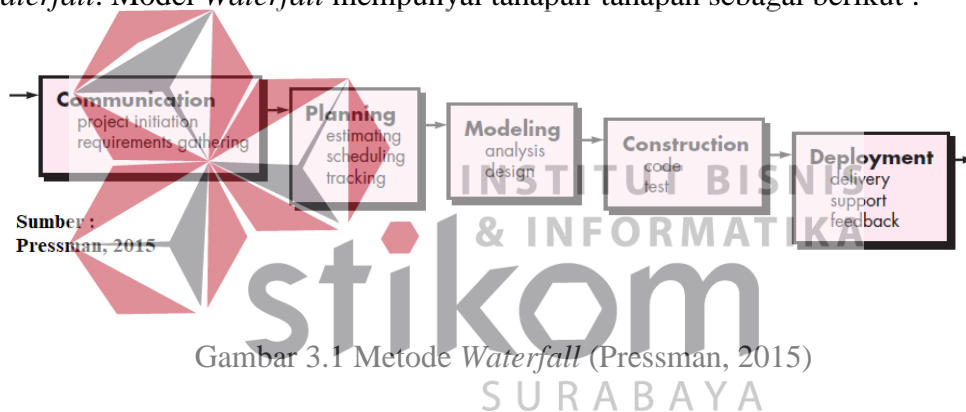 aterfall. Model Waterfall mempunyai tahapan-tahapan sebagai berikut :
Communication
project initiation
requirements gathering
Planning
estimating
scheduling
tracking
Modeling
analysis
design
Construction
code
test
Deployment
delivery
support
feedback
Sumber :
Pressman, 2015
INSTITUT BISNIS
& INFORMATIKA
stikom
SURABAYA
Gambar 3.1 Metode Waterfall (Pressman, 2015)